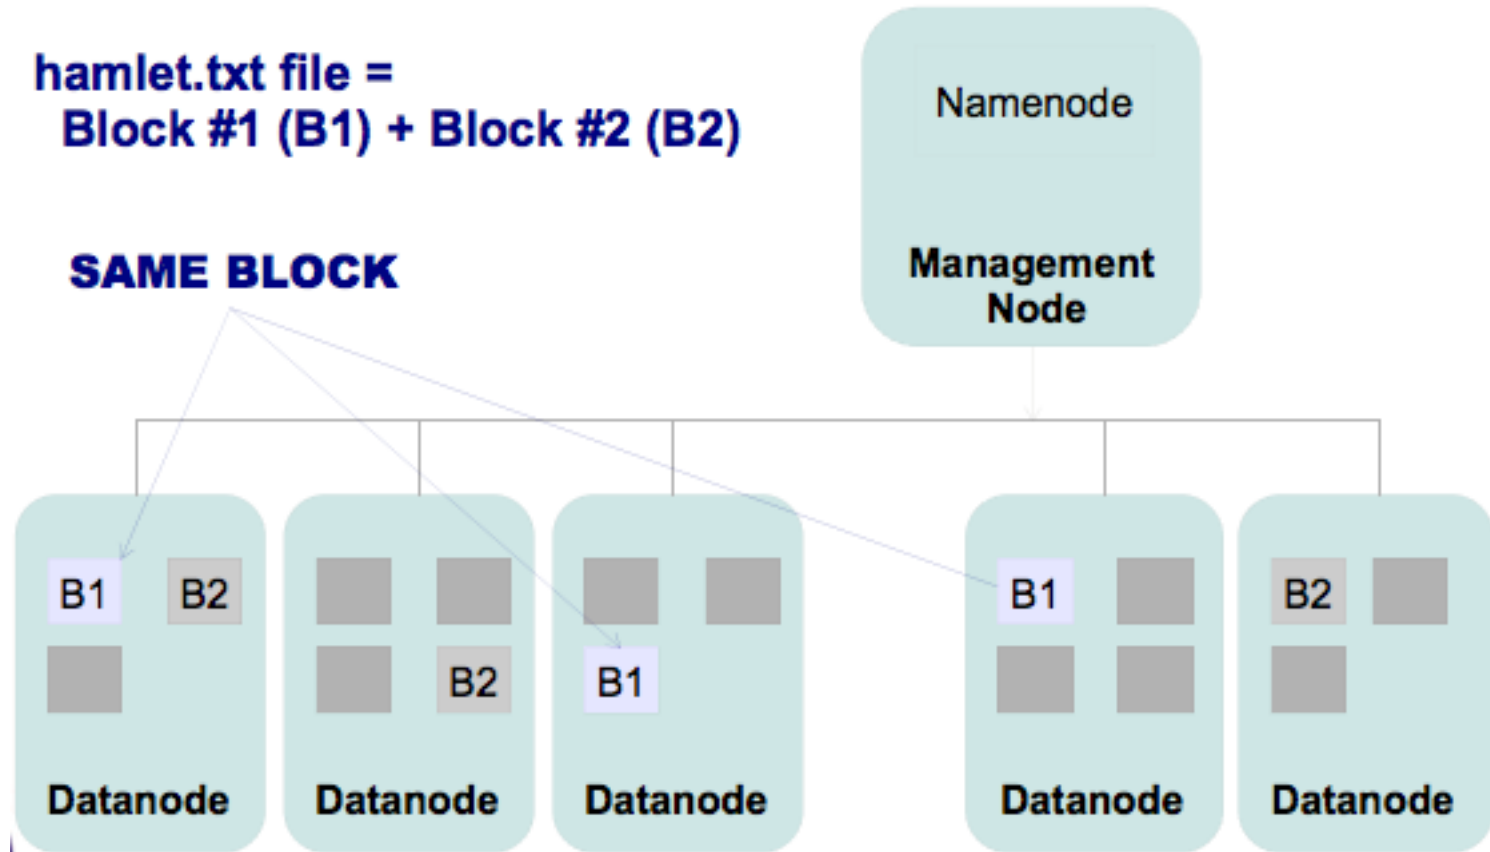 hamlet.txt file =
Block #1 (B1) + Block #2 (B2)
SAME BLOCK
Namenode
Management
Node
B1
B2
Datanode
B2
Datanode
B1
Datanode
B1
Datanode
B2
Datanode